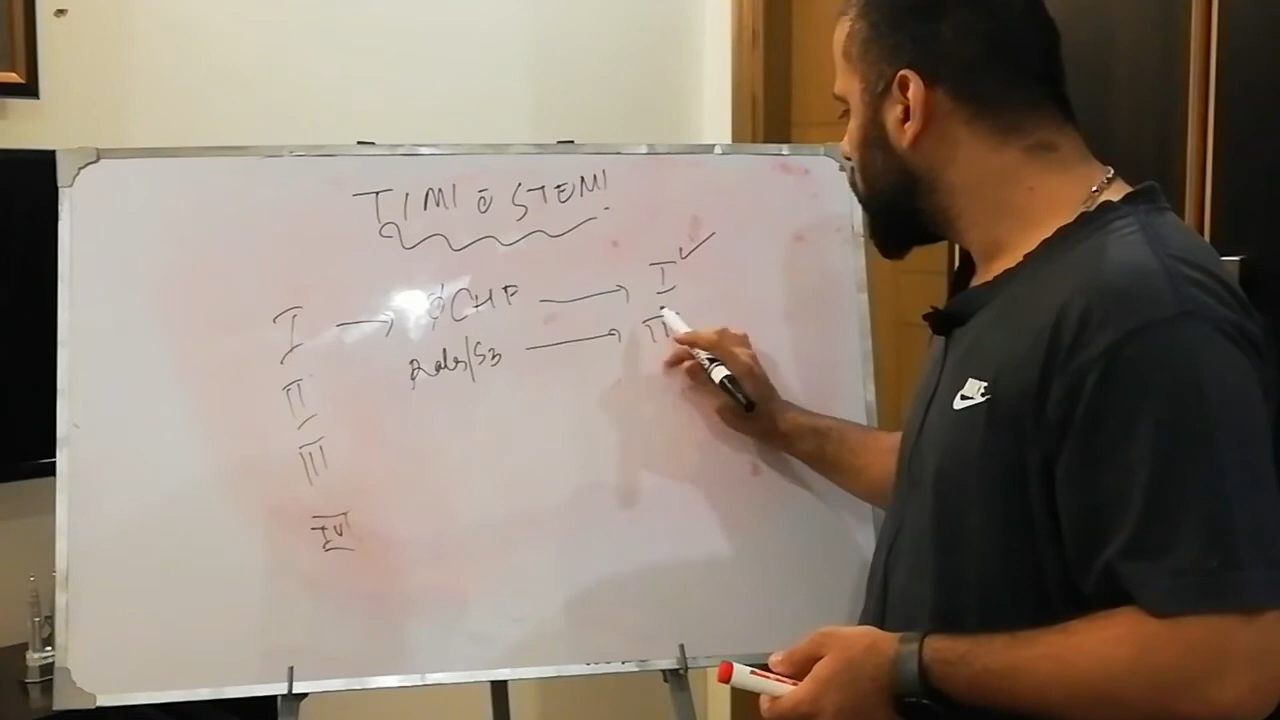 TIMI c̄ STEMI
I → ∅ CHF → I ✓
Rales/S3 → II
II
III
IV